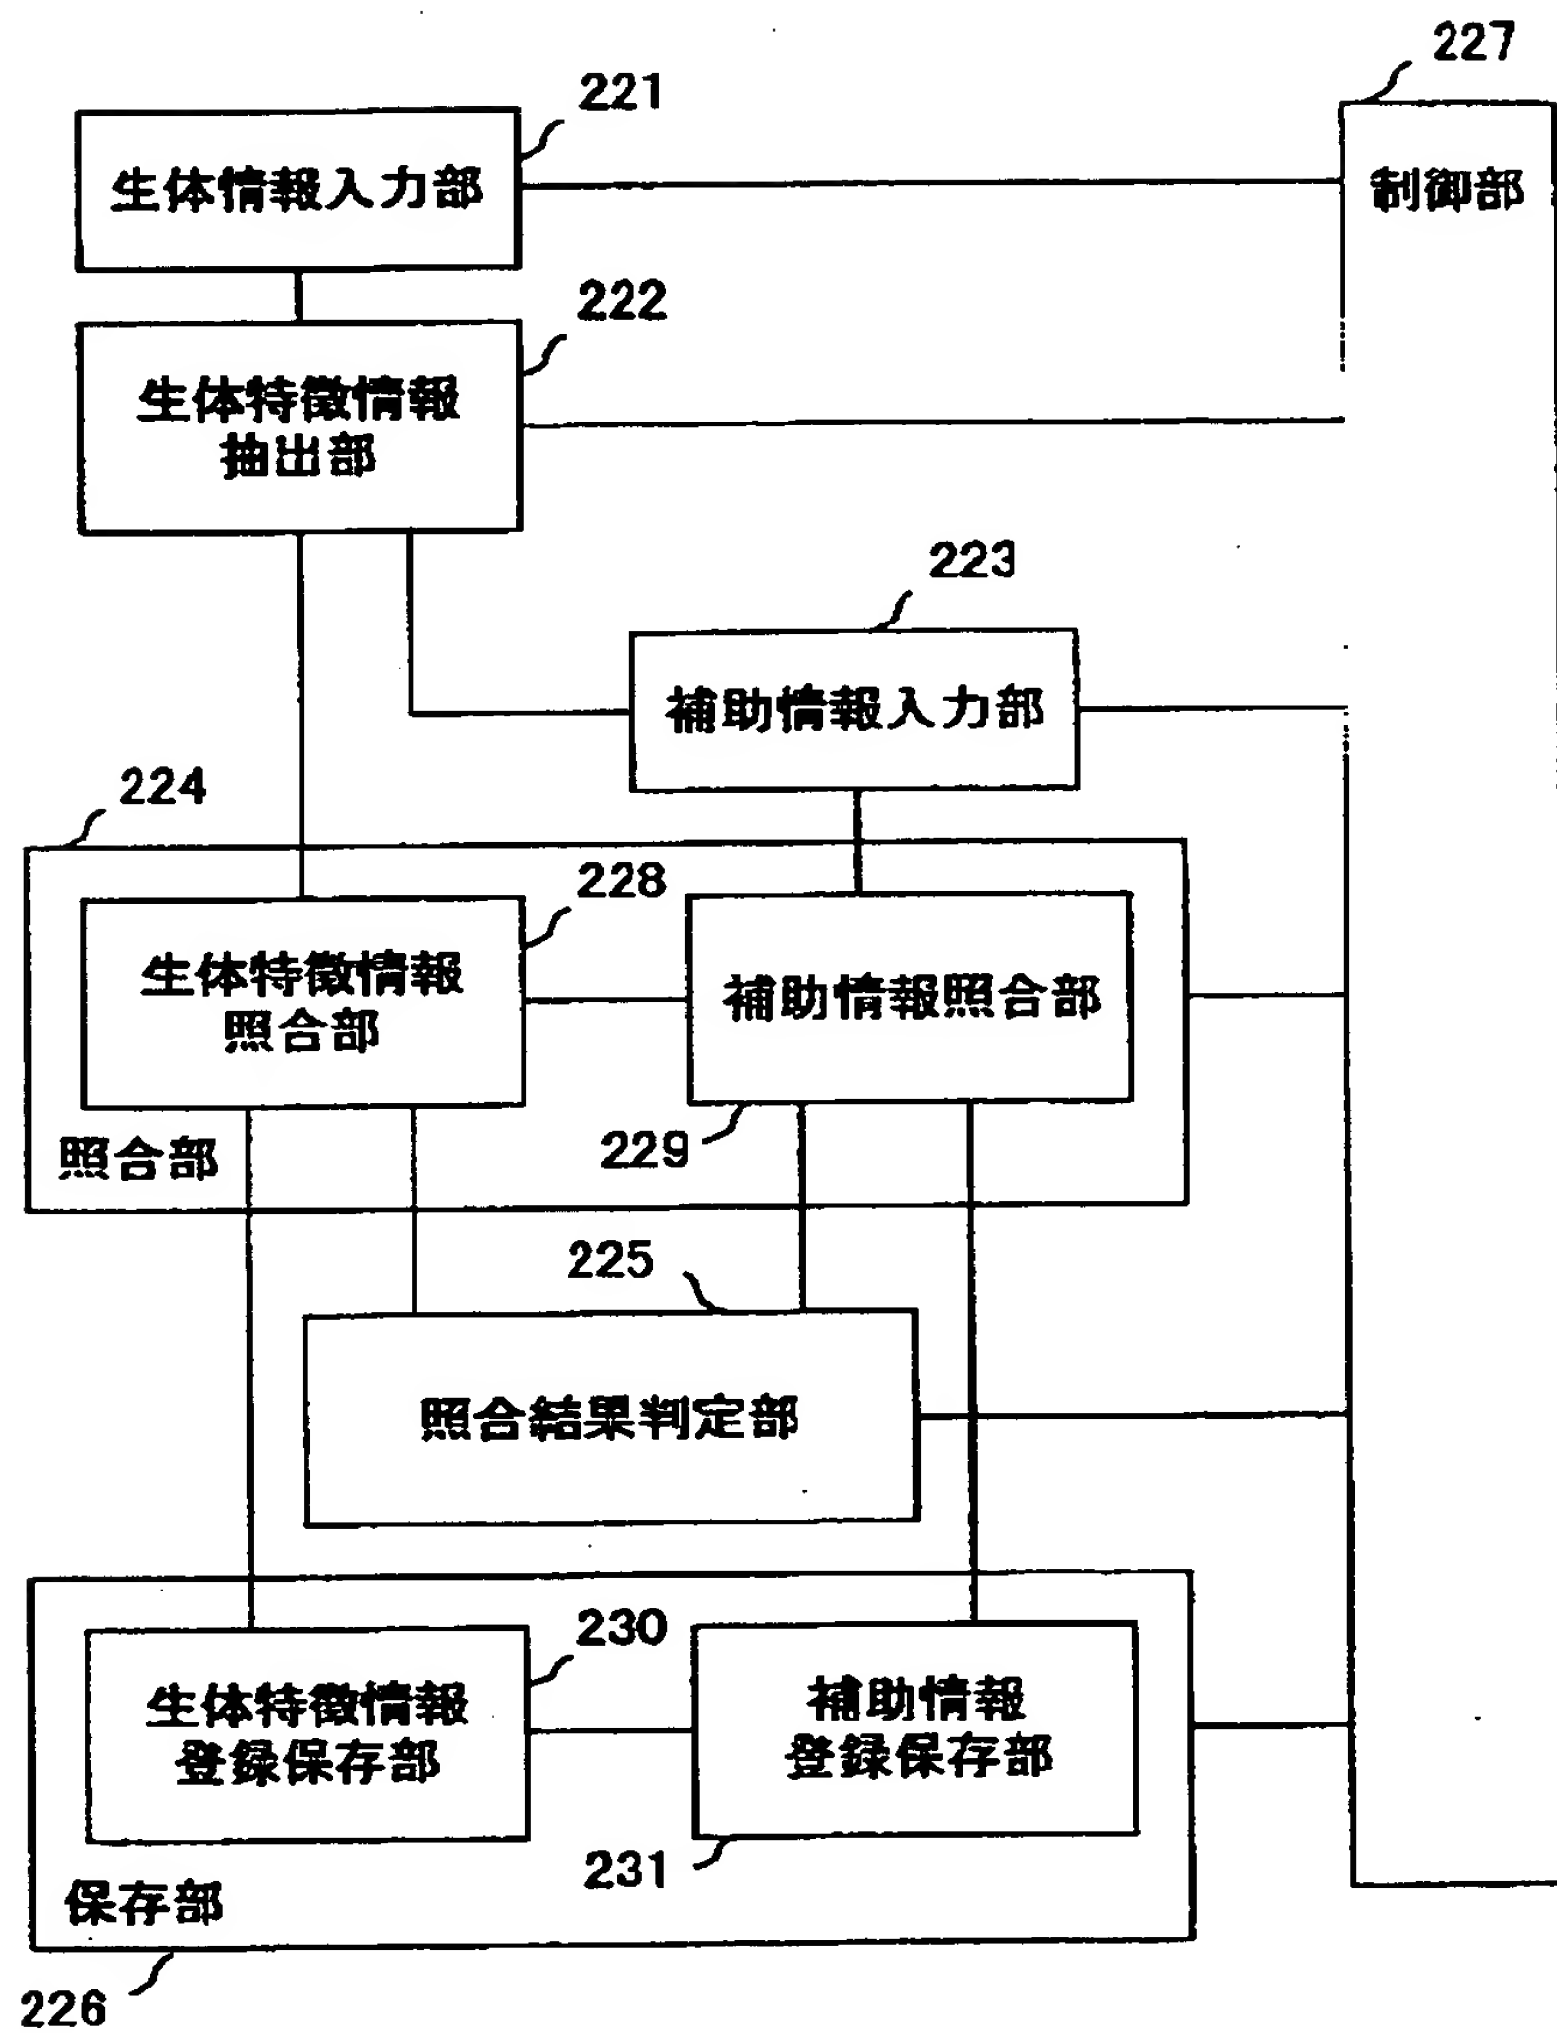 227
221
生体情報入力部
制御部
222
生体特徴情報
抽出部
223
補助情報入力部
224
228
生体特徴情報
照合部
補助情報照合部
229
照合部
225
照合結果判定部
230
生体特徴情報
登録保存部
補助情報
登録保存部
231
保存部
226